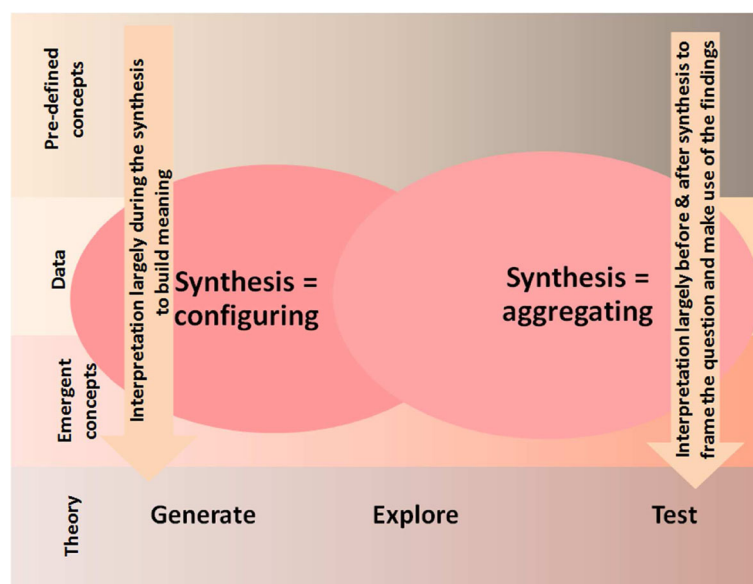 Pre-defined
concepts
Data
Emergent
concepts
Theory
Interpretation largely during the synthesis
to build meaning
Synthesis =
configuring
Synthesis =
aggregating
Interpretation largely before & after synthesis to
frame the question and make use of the findings
Generate
Explore
Test